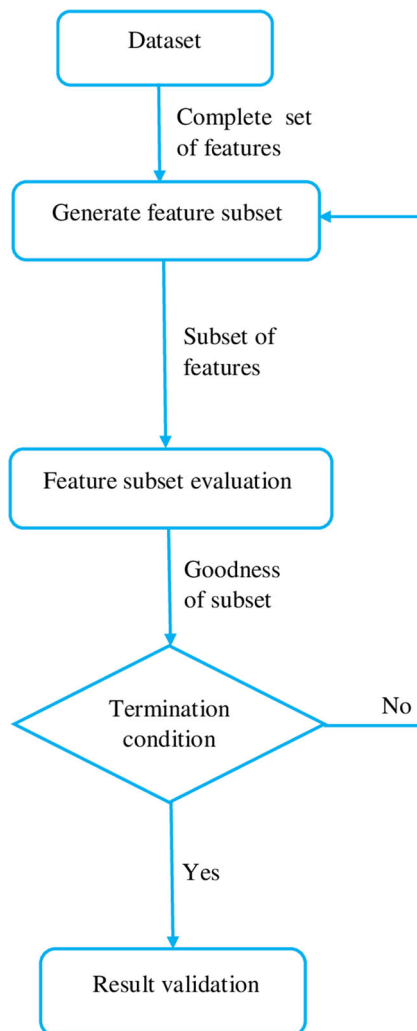 Dataset
Complete set
of features
Generate feature subset
Subset of
features
Feature subset evaluation
Goodness
of subset
Termination
condition
No
Yes
Result validation